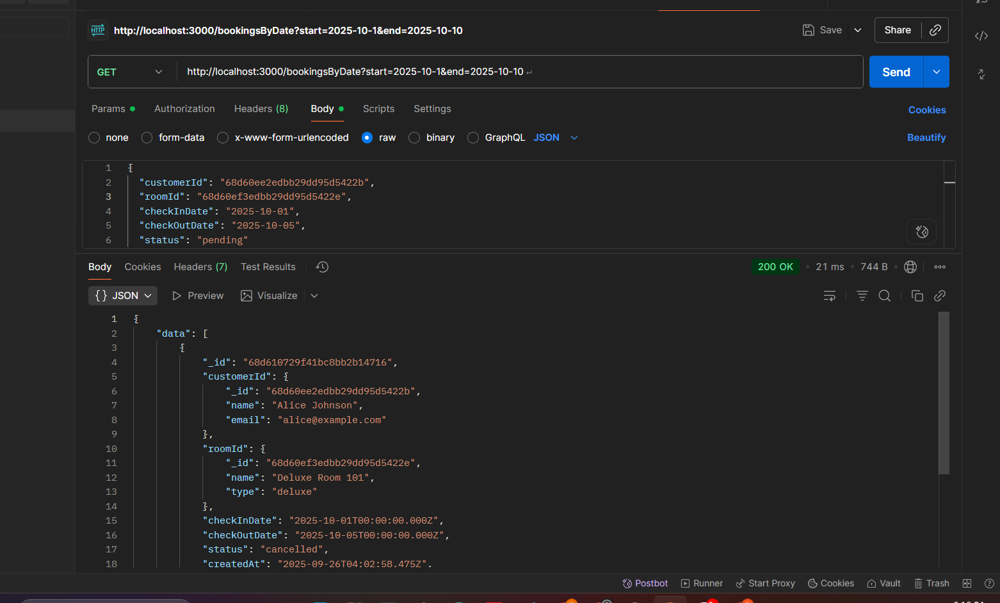 HTTP http://localhost:3000/bookingsByDate?start=2025-10-1&end=2025-10-10 Save Share
GET http://localhost:3000/bookingsByDate?start=2025-10-1&end=2025-10-10 Send
Params Authorization Headers (8) Body Scripts Settings Cookies
none form-data x-www-form-urlencoded raw binary GraphQL JSON Beautify
1 {
2 "customerId": "68d60ee2edbb29dd95d5422b",
3 "roomId": "68d60ef3edbb29dd95d5422e",
4 "checkInDate": "2025-10-01",
5 "checkOutDate": "2025-10-05",
6 "status": "pending"
Body Cookies Headers (7) Test Results 200 OK • 21 ms • 744 B
{} JSON Preview Visualize
1 {
2 "data": [
3 {
4 "_id": "68d610729f41bc8bb2b14716",
5 "customerId": {
6 "_id": "68d60ee2edbb29dd95d5422b",
7 "name": "Alice Johnson",
8 "email": "alice@example.com"
9 },
10 "roomId": {
11 "_id": "68d60ef3edbb29dd95d5422e",
12 "name": "Deluxe Room 101",
13 "type": "deluxe"
14 },
15 "checkInDate": "2025-10-01T00:00:00.000Z",
16 "checkOutDate": "2025-10-05T00:00:00.000Z",
17 "status": "cancelled",
18 "createdAt": "2025-09-26T04:02:58.475Z",
Postbot Runner Start Proxy Cookies Vault Trash